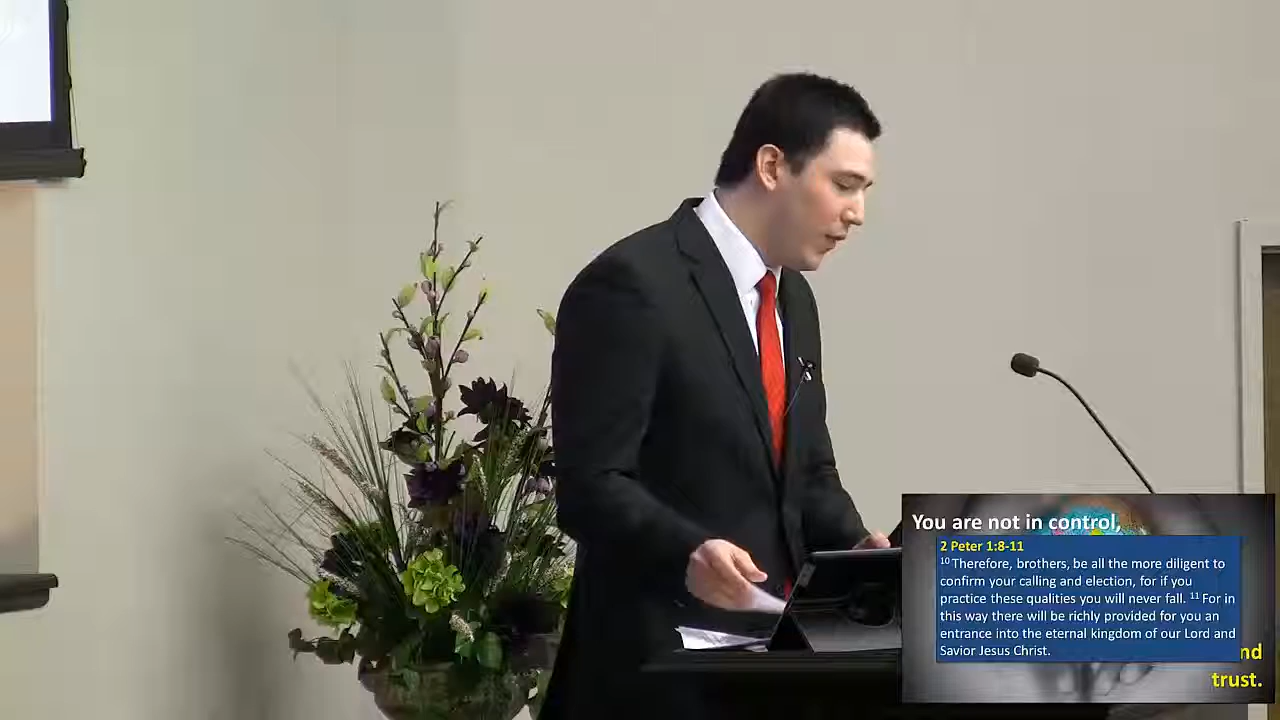 You are not in control,
2 Peter 1:8-11
10 Therefore, brothers, be all the more diligent to
confirm your calling and election, for if you
practice these qualities you will never fall. 11 For in
this way there will be richly provided for you an
entrance into the eternal kingdom of our Lord and
Savior Jesus Christ.
trust.